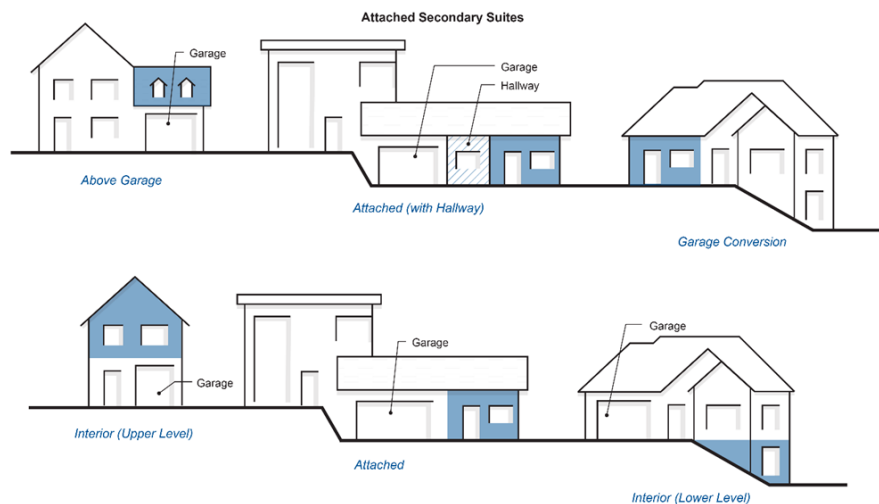 Attached Secondary Suites
Garage
Garage
Hallway
Above Garage
Attached (with Hallway)
Garage Conversion
Garage
Garage
Garage
Interior (Upper Level)
Attached
Interior (Lower Level)